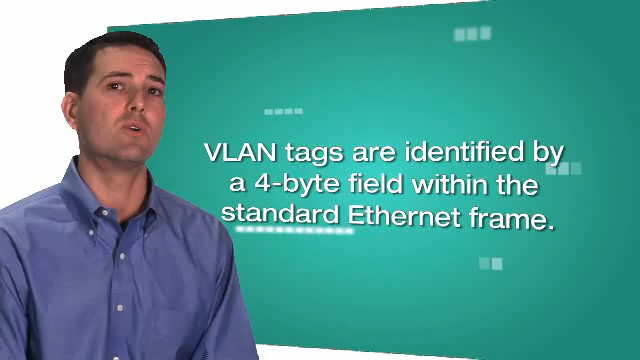 VLAN tags are identified by
a 4-byte field within the
standard Ethernet frame.